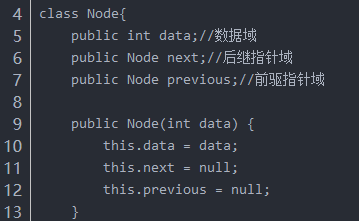 4 class Node{
5     public int data;//数据域
6     public Node next;//后继指针域
7     public Node previous;//前驱指针域
8
9     public Node(int data) {
10         this.data = data;
11         this.next = null;
12         this.previous = null;
13     }